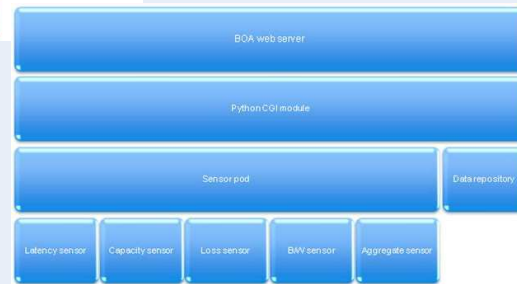 BOA web server
Python CGI module
Sensor pod
Data repository
Latency sensor
Capacity sensor
Loss sensor
B/W sensor
Aggregate sensor